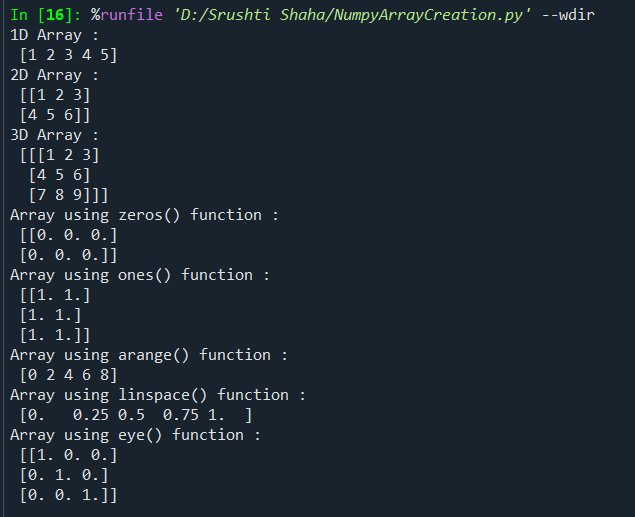 In [16]: %runfile 'D:/Srushti Shaha/NumpyArrayCreation.py' --wdir
1D Array :
 [1 2 3 4 5]
2D Array :
 [[1 2 3]
 [4 5 6]]
3D Array :
 [[[1 2 3]
  [4 5 6]
  [7 8 9]]]
Array using zeros() function :
 [[0. 0. 0.]
 [0. 0. 0.]]
Array using ones() function :
 [[1. 1.]
 [1. 1.]
 [1. 1.]]
Array using arange() function :
 [0 2 4 6 8]
Array using linspace() function :
 [0.   0.25 0.5  0.75 1.  ]
Array using eye() function :
 [[1. 0. 0.]
 [0. 1. 0.]
 [0. 0. 1.]]